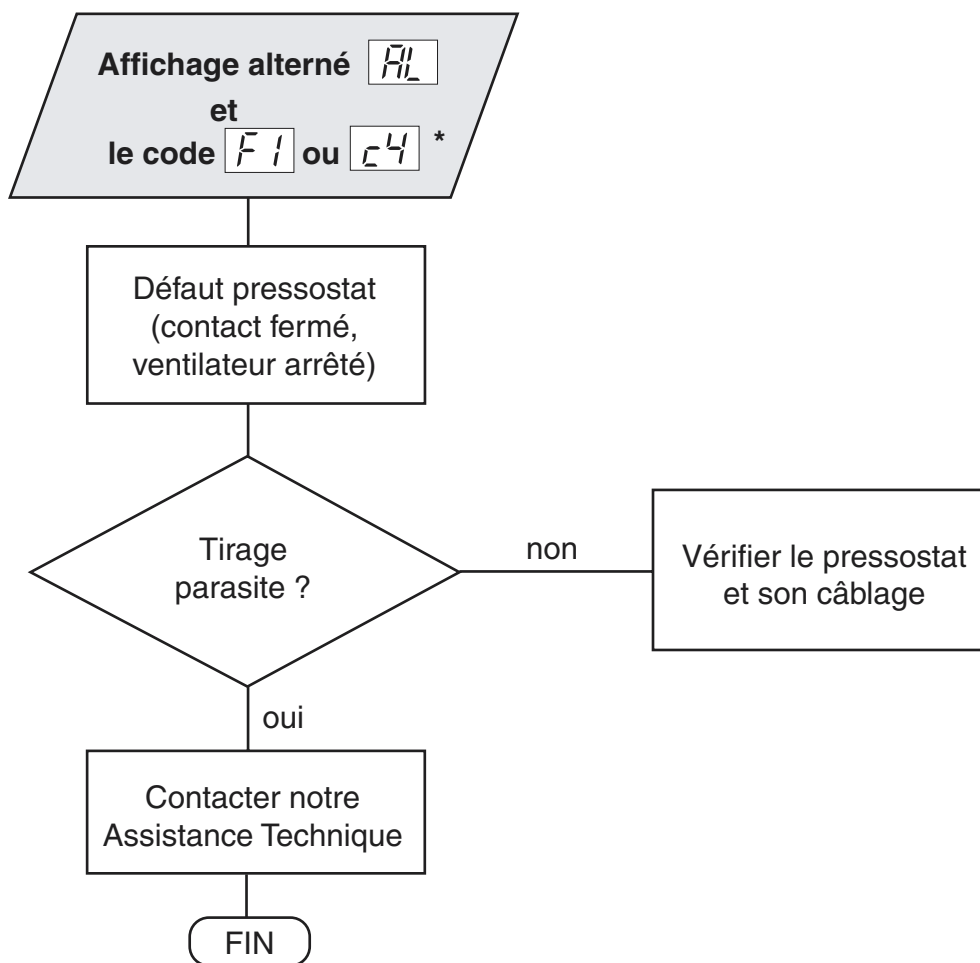 Affichage alterné AL
et
le code F1 ou c4 *
Défaut pressostat
(contact fermé,
ventilateur arrêté)
Tirage
parasite ?
non
Vérifier le pressostat
et son câblage
oui
Contacter notre
Assistance Technique
FIN